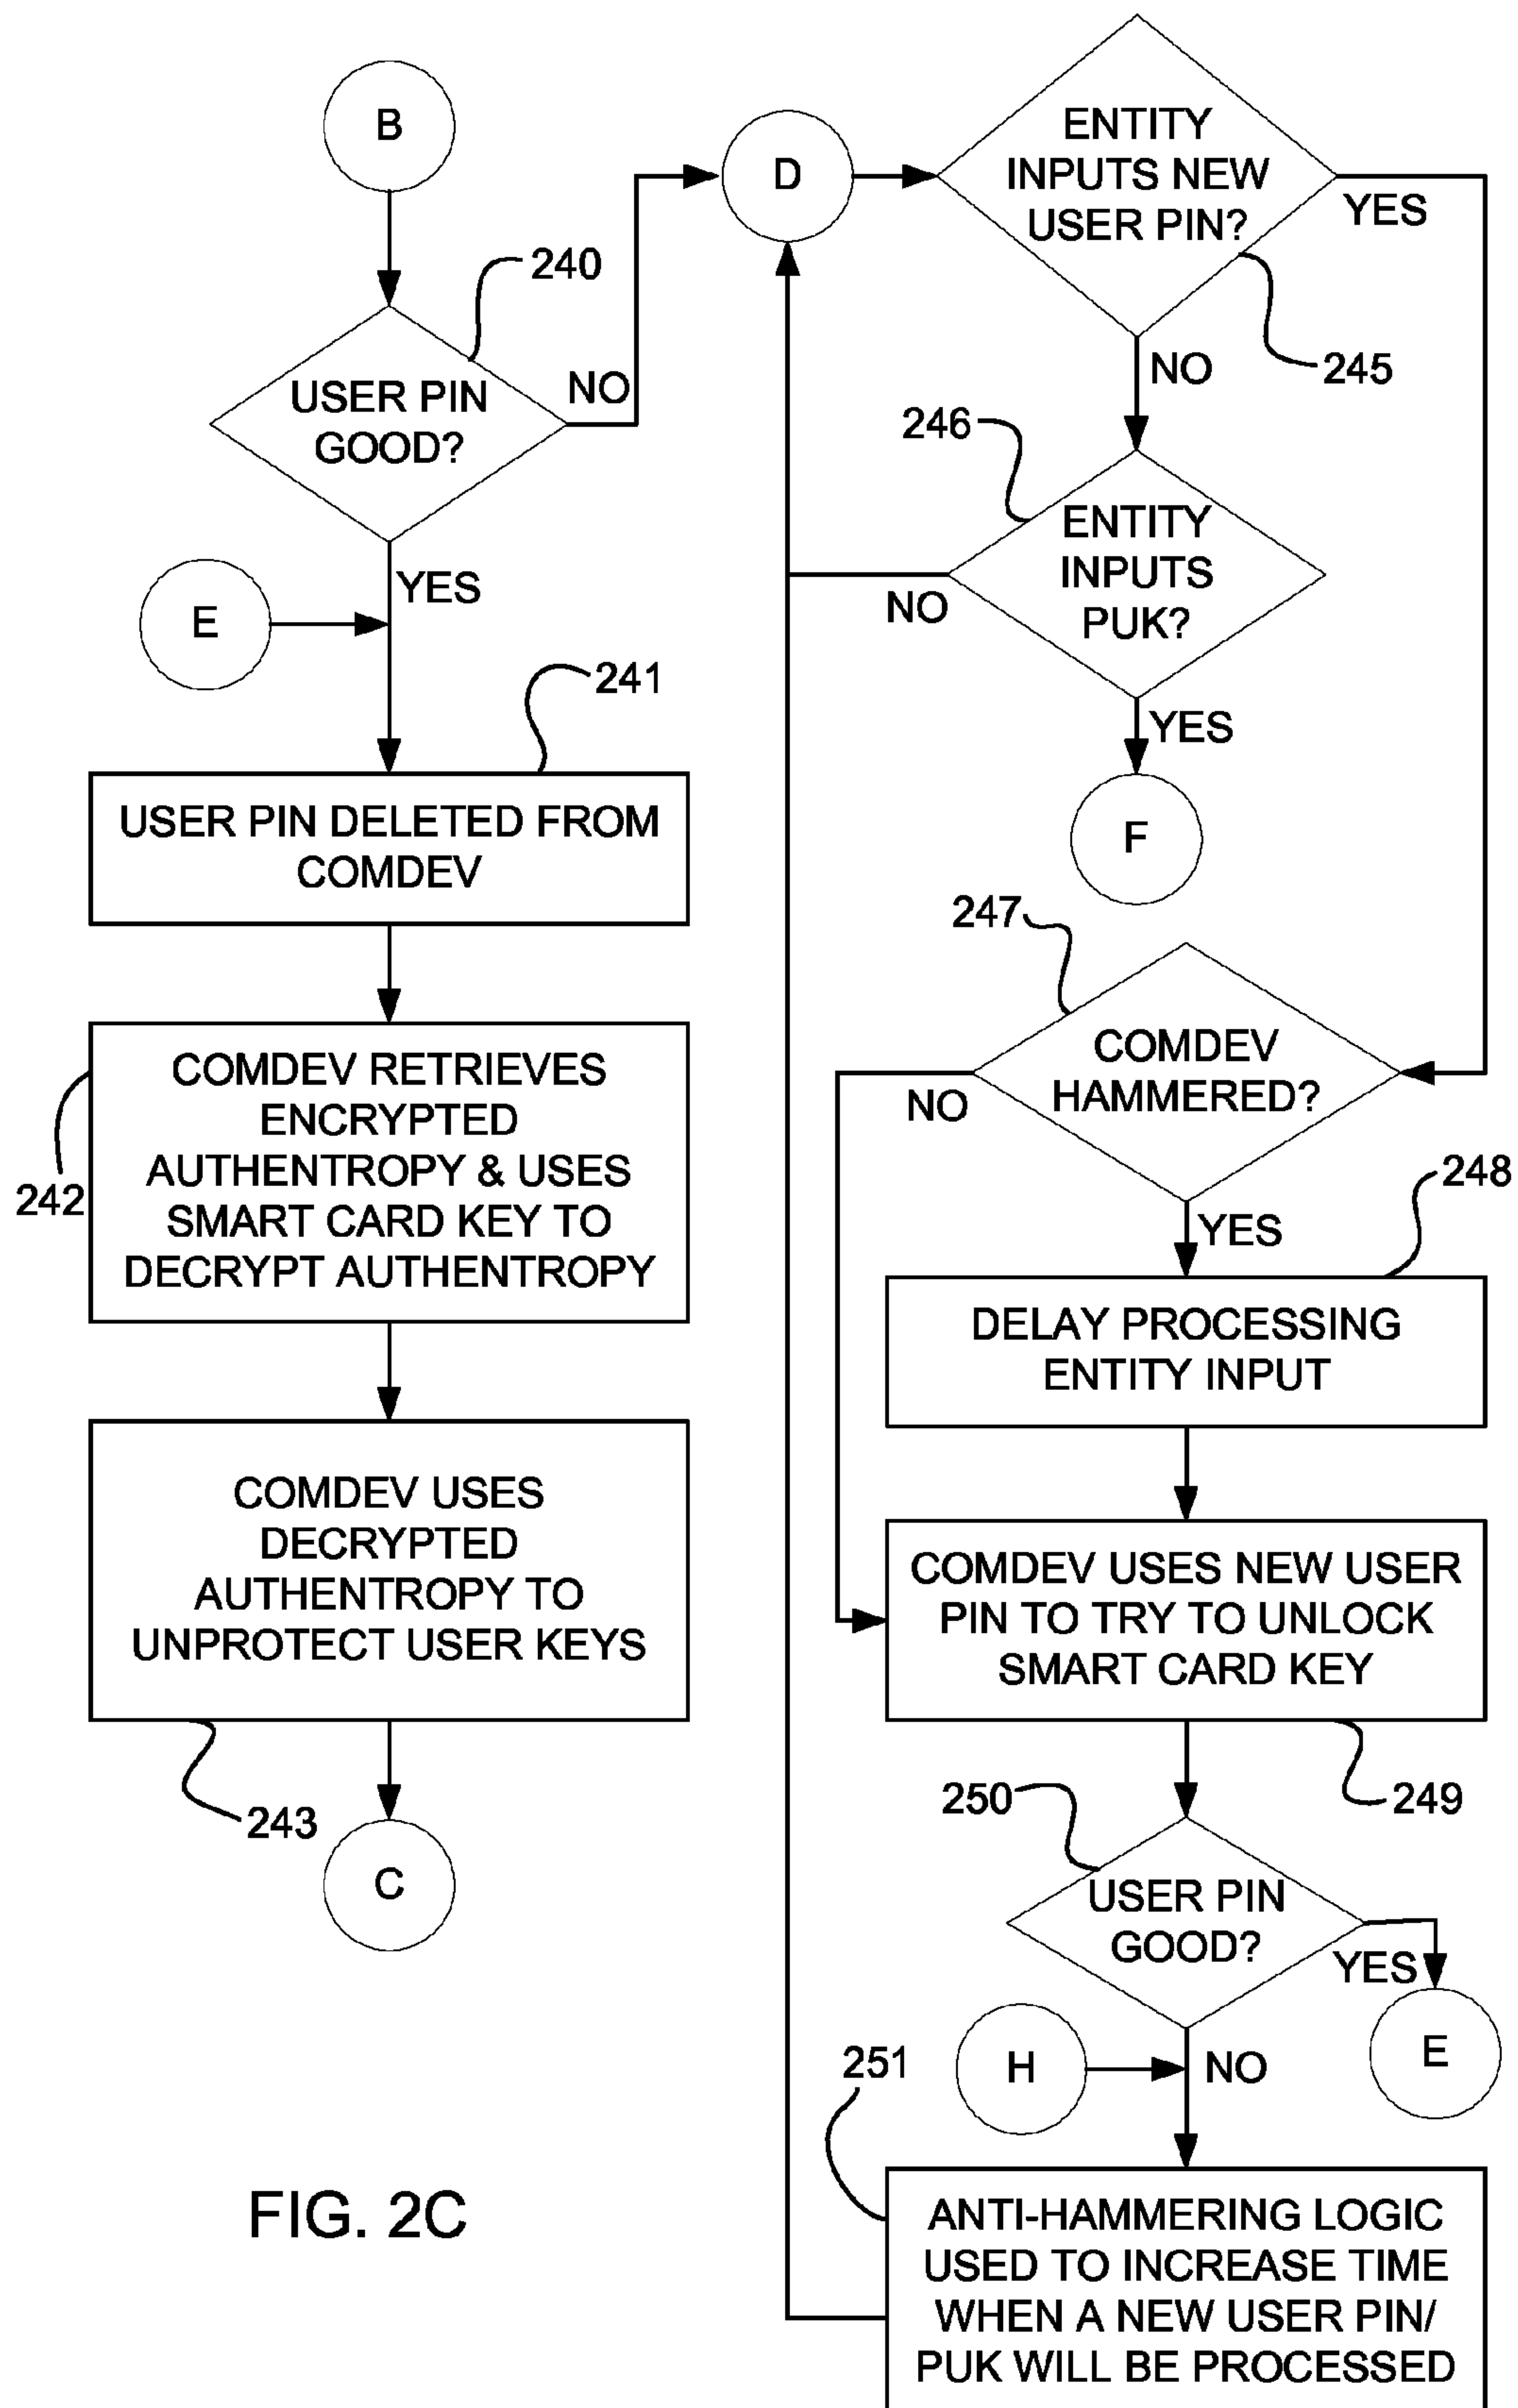 B
240
USER PIN
GOOD?
NO
YES
E
241
USER PIN DELETED FROM
COMDEV
242
COMDEV RETRIEVES
ENCRYPTED
AUTHENTROPY & USES
SMART CARD KEY TO
DECRYPT AUTHENTROPY
COMDEV USES
DECRYPTED
AUTHENTROPY TO
UNPROTECT USER KEYS
243
C
D
ENTITY
INPUTS NEW
USER PIN?
YES
245
NO
246
ENTITY
INPUTS
PUK?
NO
YES
F
247
COMDEV
HAMMERED?
NO
YES
248
DELAY PROCESSING
ENTITY INPUT
COMDEV USES NEW USER
PIN TO TRY TO UNLOCK
SMART CARD KEY
249
250
USER PIN
GOOD?
YES
E
H
NO
251
ANTI-HAMMERING LOGIC
USED TO INCREASE TIME
WHEN A NEW USER PIN/
PUK WILL BE PROCESSED
FIG. 2C